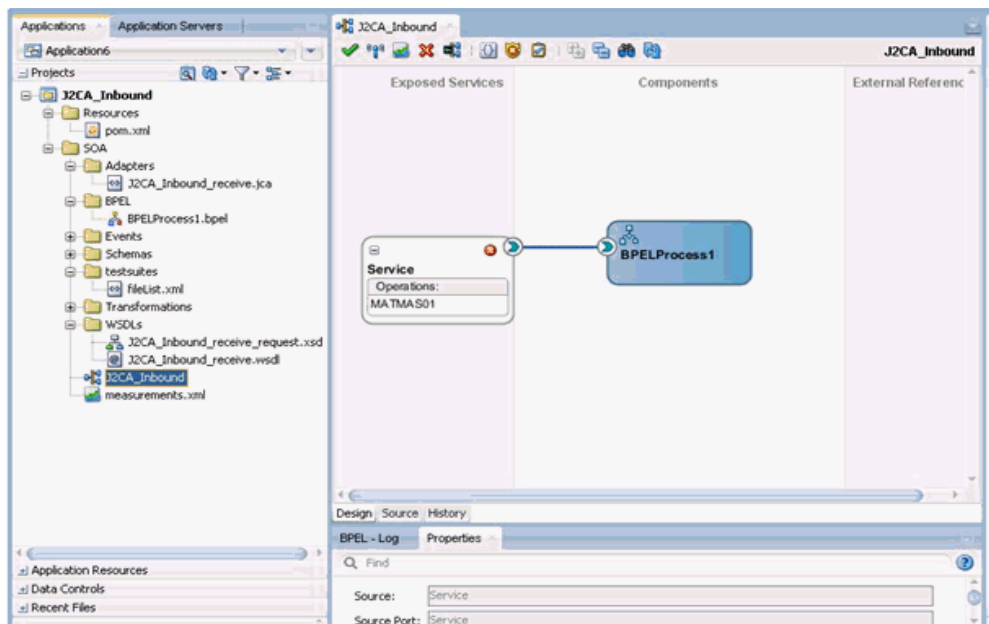 Applications
Application Servers
Application6
Projects
J2CA_Inbound
Resources
pom.xml
SOA
Adapters
J2CA_Inbound_receive.jca
BPEL
BPELProcess1.bpel
Events
Schemas
testsuites
fileList.xml
Transformations
WSDLs
J2CA_Inbound_receive_request.xsd
J2CA_Inbound_receive.wsdl
J2CA_Inbound
measurements.xml
Application Resources
Data Controls
Recent Files
J2CA_Inbound
J2CA_Inbound
Exposed Services
Components
External Referenc
Service
Operations:
MATMAS01
BPELProcess1
Design Source History
BPEL - Log
Properties
Find
Source: Service
Source Port: Service